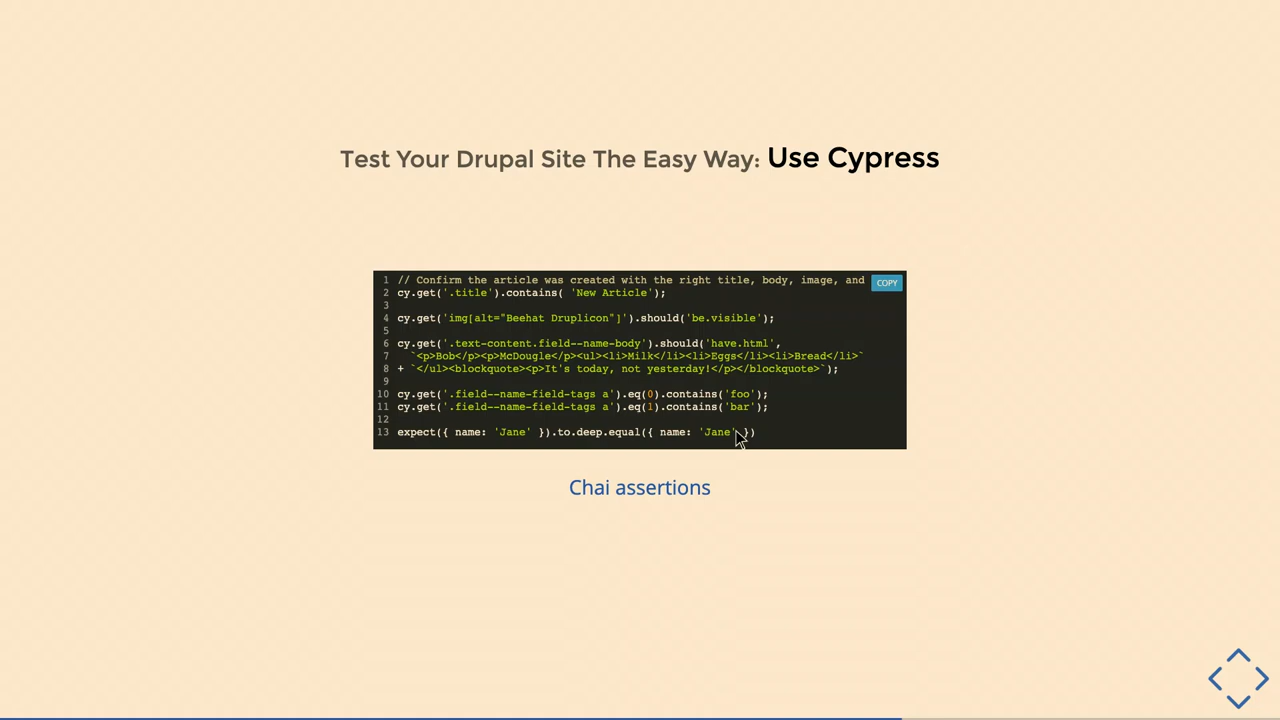 Test Your Drupal Site The Easy Way: Use Cypress
1 // Confirm the article was created with the right title, body, image, and
COPY
2 cy.get('.title').contains( 'New Article');
3
4 cy.get('img[alt="Beehat Druplicon"]').should('be.visible');
5
6 cy.get('.text-content.field--name-body').should('have.html',
7 `<p>Bob</p><p>McDougle</p><ul><li>Milk</li><li>Eggs</li><li>Bread</li>`
8 + `</ul><blockquote><p>It's today, not yesterday!</p></blockquote>`);
9
10 cy.get('.field--name-field-tags a').eq(0).contains('foo');
11 cy.get('.field--name-field-tags a').eq(1).contains('bar');
12
13 expect({ name: 'Jane' }).to.deep.equal({ name: 'Jane' })
Chai assertions